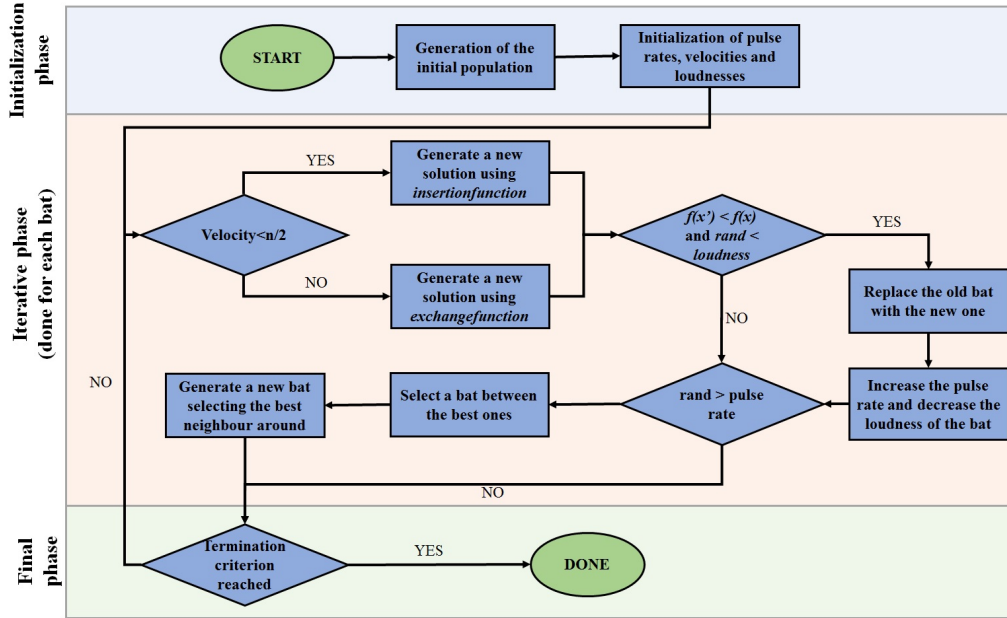 Initialization
phase
START
Generation of the
initial population
Initialization of pulse
rates, velocities and
loudnesses
Iterative phase
(done for each bat)
Velocity<n/2
YES
Generate a new
solution using
insertionfunction
NO
Generate a new
solution using
exchangefunction
f(x’) < f(x)
and rand <
loudness
YES
Replace the old bat
with the new one
NO
Increase the pulse
rate and decrease the
loudness of the bat
rand > pulse
rate
Select a bat between
the best ones
Generate a new bat
selecting the best
neighbour around
NO
NO
Final
phase
Termination
criterion
reached
YES
DONE